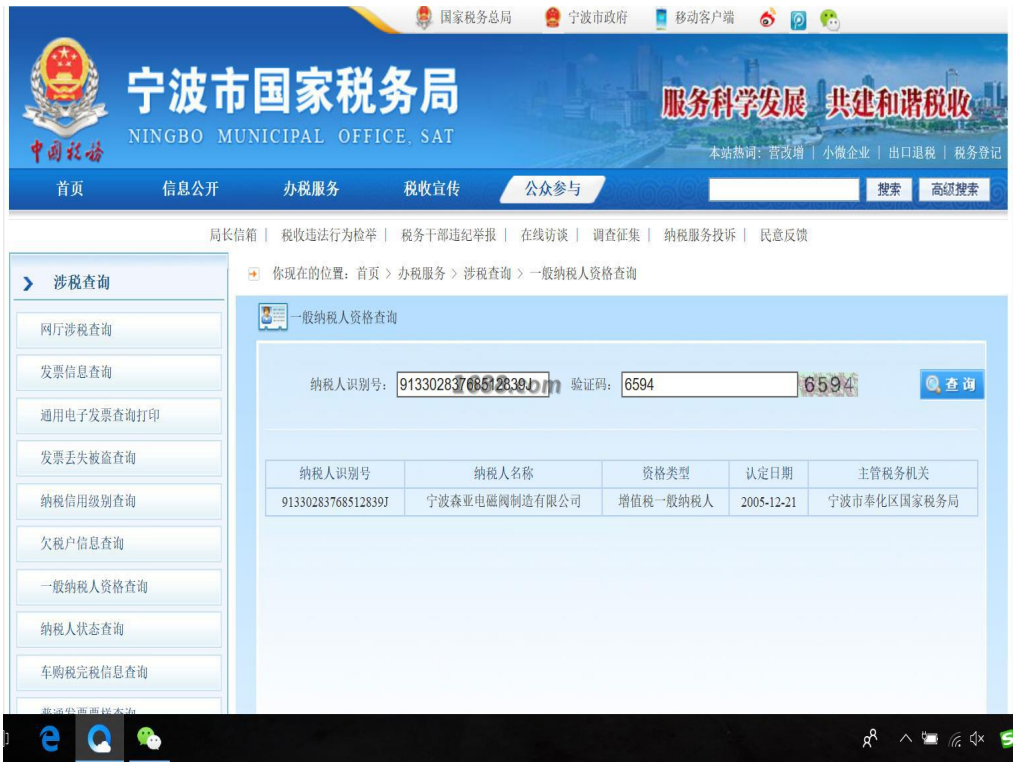 国家税务总局 宁波市政府 移动客户端
宁波市国家税务局
NINGBO MUNICIPAL OFFICE, SAT
中国税务
服务科学发展 共建和谐税收
本站热词：营改增 | 小微企业 | 出口退税 | 税务登记
首页 信息公开 办税服务 税收宣传 公众参与 搜索 高级搜索
局长信箱 | 税收违法行为检举 | 税务干部违纪举报 | 在线访谈 | 调查征集 | 纳税服务投诉 | 民意反馈
涉税查询
你现在的位置：首页 > 办税服务 > 涉税查询 > 一般纳税人资格查询
网厅涉税查询
发票信息查询
通用电子发票查询打印
发票丢失被盗查询
纳税信用级别查询
欠税户信息查询
一般纳税人资格查询
纳税人状态查询
车购税完税信息查询
普通发票票样查询
一般纳税人资格查询
纳税人识别号： 91330283768512839J 验证码： 6594 6594 查询
1688.com
纳税人识别号 纳税人名称 资格类型 认定日期 主管税务机关
91330283768512839J 宁波森亚电磁阀制造有限公司 增值税一般纳税人 2005-12-21 宁波市奉化区国家税务局